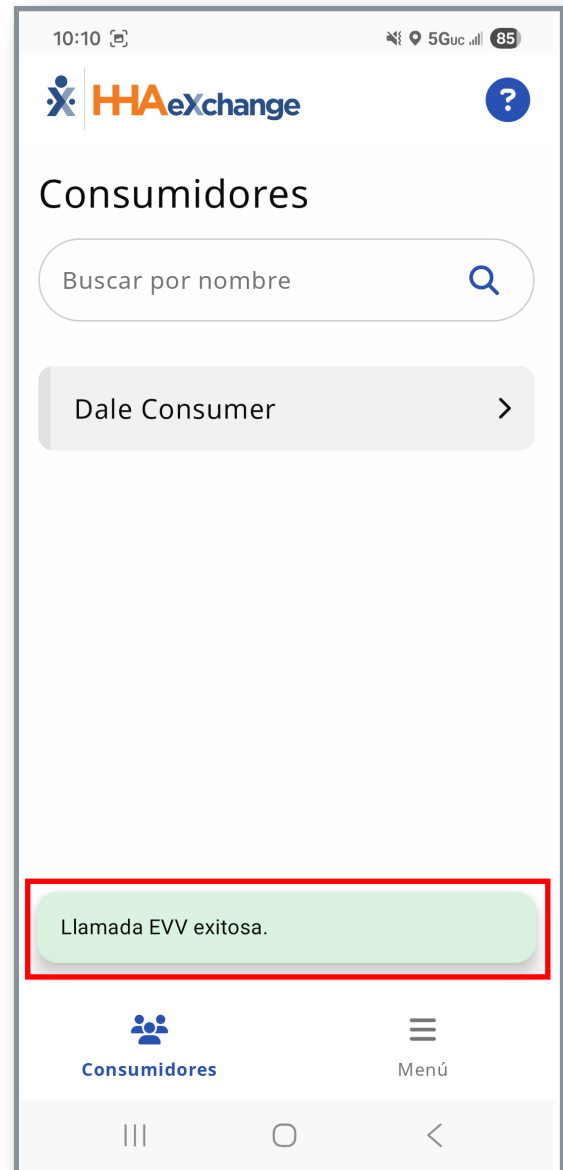 10:10 5GUC 85
HHAeXchange ?
Consumidores
Buscar por nombre
Dale Consumer
Llamada EVV exitosa.
Consumidores Menú